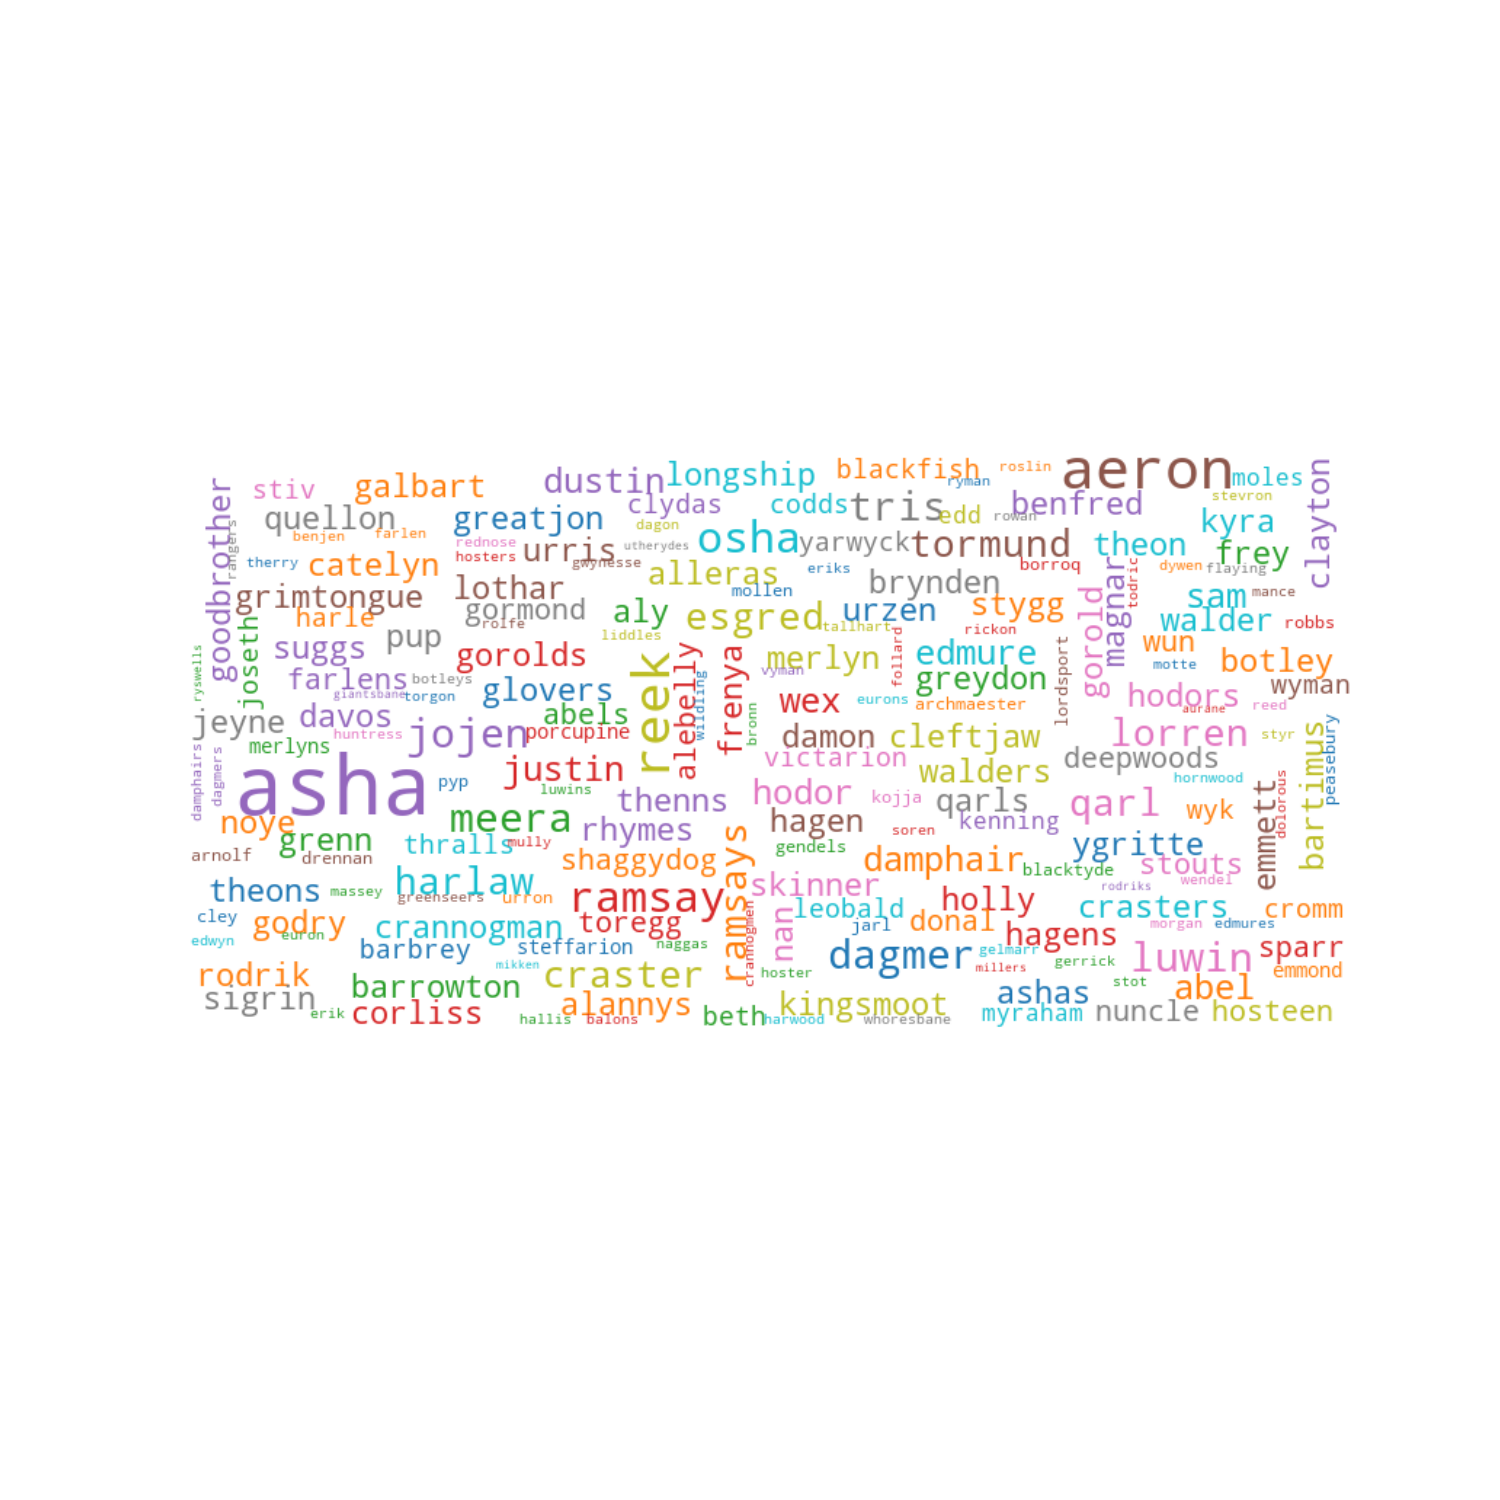 aeron
longship
blackfish
roslin
dustin
galbart
stiv
ryman
moles
clayton
goodbrother
stevron
clydas
codds
tris
benfred
edd
rowan
quellon
greatjon
dagon
kyra
rangers
benjen
farlen
rednose
urris
utherydes
osha
yarwyck
tormund
theon
frey
therry
catelyn
hosters
gwynesse
alleras
eriks
borroq
dywen
flaying
grimtongue
lothar
mollen
brynden
magnar
todric
sam
mance
harle
gormond
rolfe
aly
esgred
tallhart
urzen
stygg
rickon
gorold
walder
robbs
joseth
suggs
pup
liddles
gorolds
reek
alebelly
frenya
merlyn
follard
edmure
lordsport
wun
motte
botley
ryswells
farlens
botleys
giantsbane
torgon
glovers
wildling
vyman
greydon
wyman
jeyne
davos
huntress
jojen
abels
porcupine
bronn
wex
eurons
archmaester
hodors
aurane
reed
merlyns
damon
cleftjaw
lorren
styr
bartimus
peasebury
damphairs
dagmers
asha
pyp
justin
luwins
victarion
walders
deepwoods
hornwood
thenns
hodor
kojja
qarls
qarl
wyk
emmett
dolorous
noye
meera
rhymes
hagen
soren
kenning
grenn
thralls
mully
gendels
ygritte
arnolf
drennan
shaggydog
ramsays
damphair
blacktyde
stouts
wendel
theons
massey
harlaw
greenseers
urron
ramsay
skinner
rodriks
holly
crasters
cromm
cley
godry
euron
crannogman
toregg
crannogmen
nan
leobald
jarl
donal
hagens
morgan
edmures
edwyn
barbrey
steffarion
naggas
dagmer
gelmarr
luwin
sparr
rodrik
mikken
craster
hoster
millers
gerrick
emmond
sigrin
barrowton
stot
abel
erik
corliss
hallis
alannys
balons
beth
harwood
kingsmoot
whoresbane
ashas
myraham
nuncle
hosteen